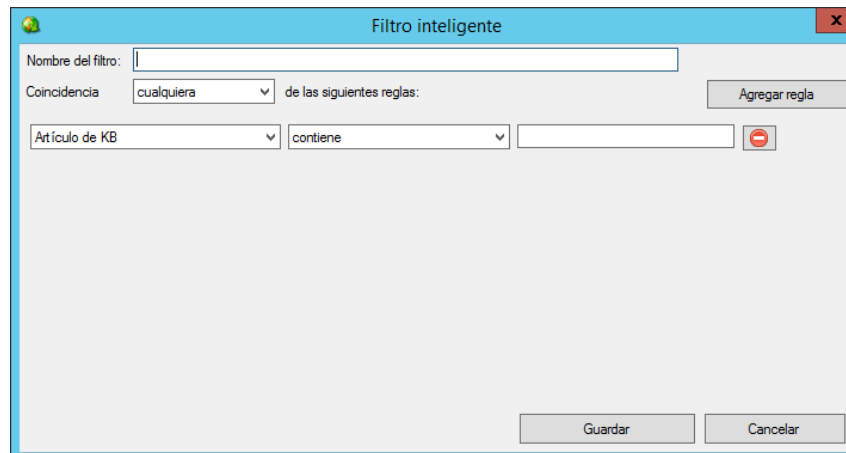 Filtro inteligente
x
Nombre del filtro:
Coincidencia cualquiera de las siguientes reglas: Agregar regla
Artículo de KB contiene
Guardar Cancelar